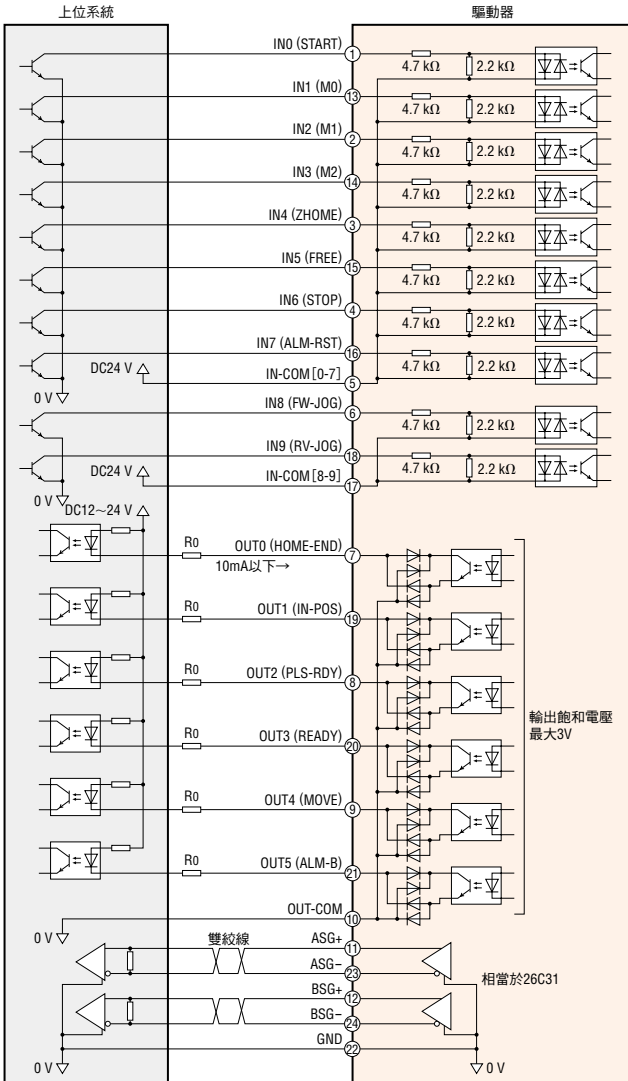 上位系統
驅動器
IN0 (START) 1 4.7 kΩ 2.2 kΩ
IN1 (M0) 13 4.7 kΩ 2.2 kΩ
IN2 (M1) 2 4.7 kΩ 2.2 kΩ
IN3 (M2) 14 4.7 kΩ 2.2 kΩ
IN4 (ZHOME) 3 4.7 kΩ 2.2 kΩ
IN5 (FREE) 15 4.7 kΩ 2.2 kΩ
IN6 (STOP) 4 4.7 kΩ 2.2 kΩ
IN7 (ALM-RST) 16 4.7 kΩ 2.2 kΩ
DC24 V IN-COM [0-7] 5
0 V
IN8 (FW-JOG) 6 4.7 kΩ 2.2 kΩ
IN9 (RV-JOG) 18 4.7 kΩ 2.2 kΩ
DC24 V IN-COM [8-9] 17
0 V
DC12~24 V
R0 OUT0 (HOME-END) 7
10mA以下→
R0 OUT1 (IN-POS) 19
R0 OUT2 (PLS-RDY) 8
輸出飽和電壓
最大3V
R0 OUT3 (READY) 20
R0 OUT4 (MOVE) 9
R0 OUT5 (ALM-B) 21
OUT-COM 10
0 V
雙絞線 ASG+ 11
ASG− 23
相當於26C31
BSG+ 12
BSG− 24
GND 22
0 V 0 V